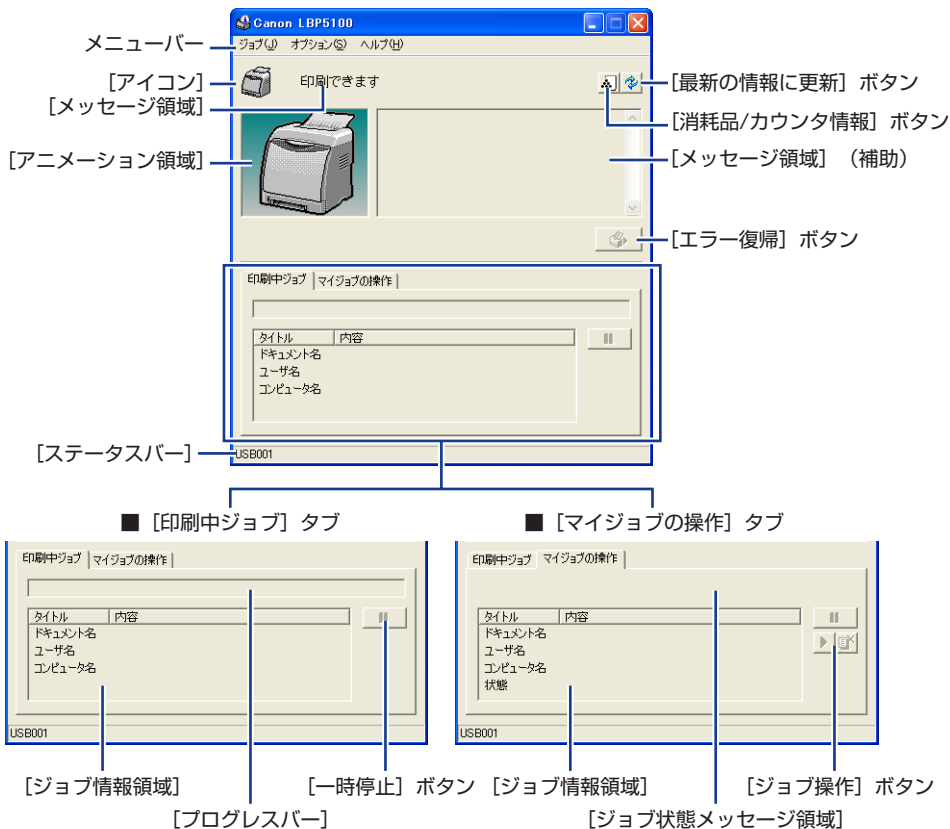 Canon LBP5100
メニューバー
ジョブ(J) オプション(S) ヘルプ(H)
[アイコン]
印刷できます
[最新の情報に更新] ボタン
[メッセージ領域]
[消耗品/カウンタ情報] ボタン
[アニメーション領域]
[メッセージ領域] (補助)
[エラー復帰] ボタン
印刷中ジョブ マイジョブの操作
タイトル 内容
ドキュメント名
ユーザ名
コンピュータ名
[ステータスバー]
USB001
■ [印刷中ジョブ] タブ
■ [マイジョブの操作] タブ
印刷中ジョブ マイジョブの操作
タイトル 内容
ドキュメント名
ユーザ名
コンピュータ名
USB001
印刷中ジョブ マイジョブの操作
タイトル 内容
ドキュメント名
ユーザ名
コンピュータ名
状態
USB001
[ジョブ情報領域]
[一時停止] ボタン
[ジョブ情報領域]
[ジョブ操作] ボタン
[プログレスバー]
[ジョブ状態メッセージ領域]